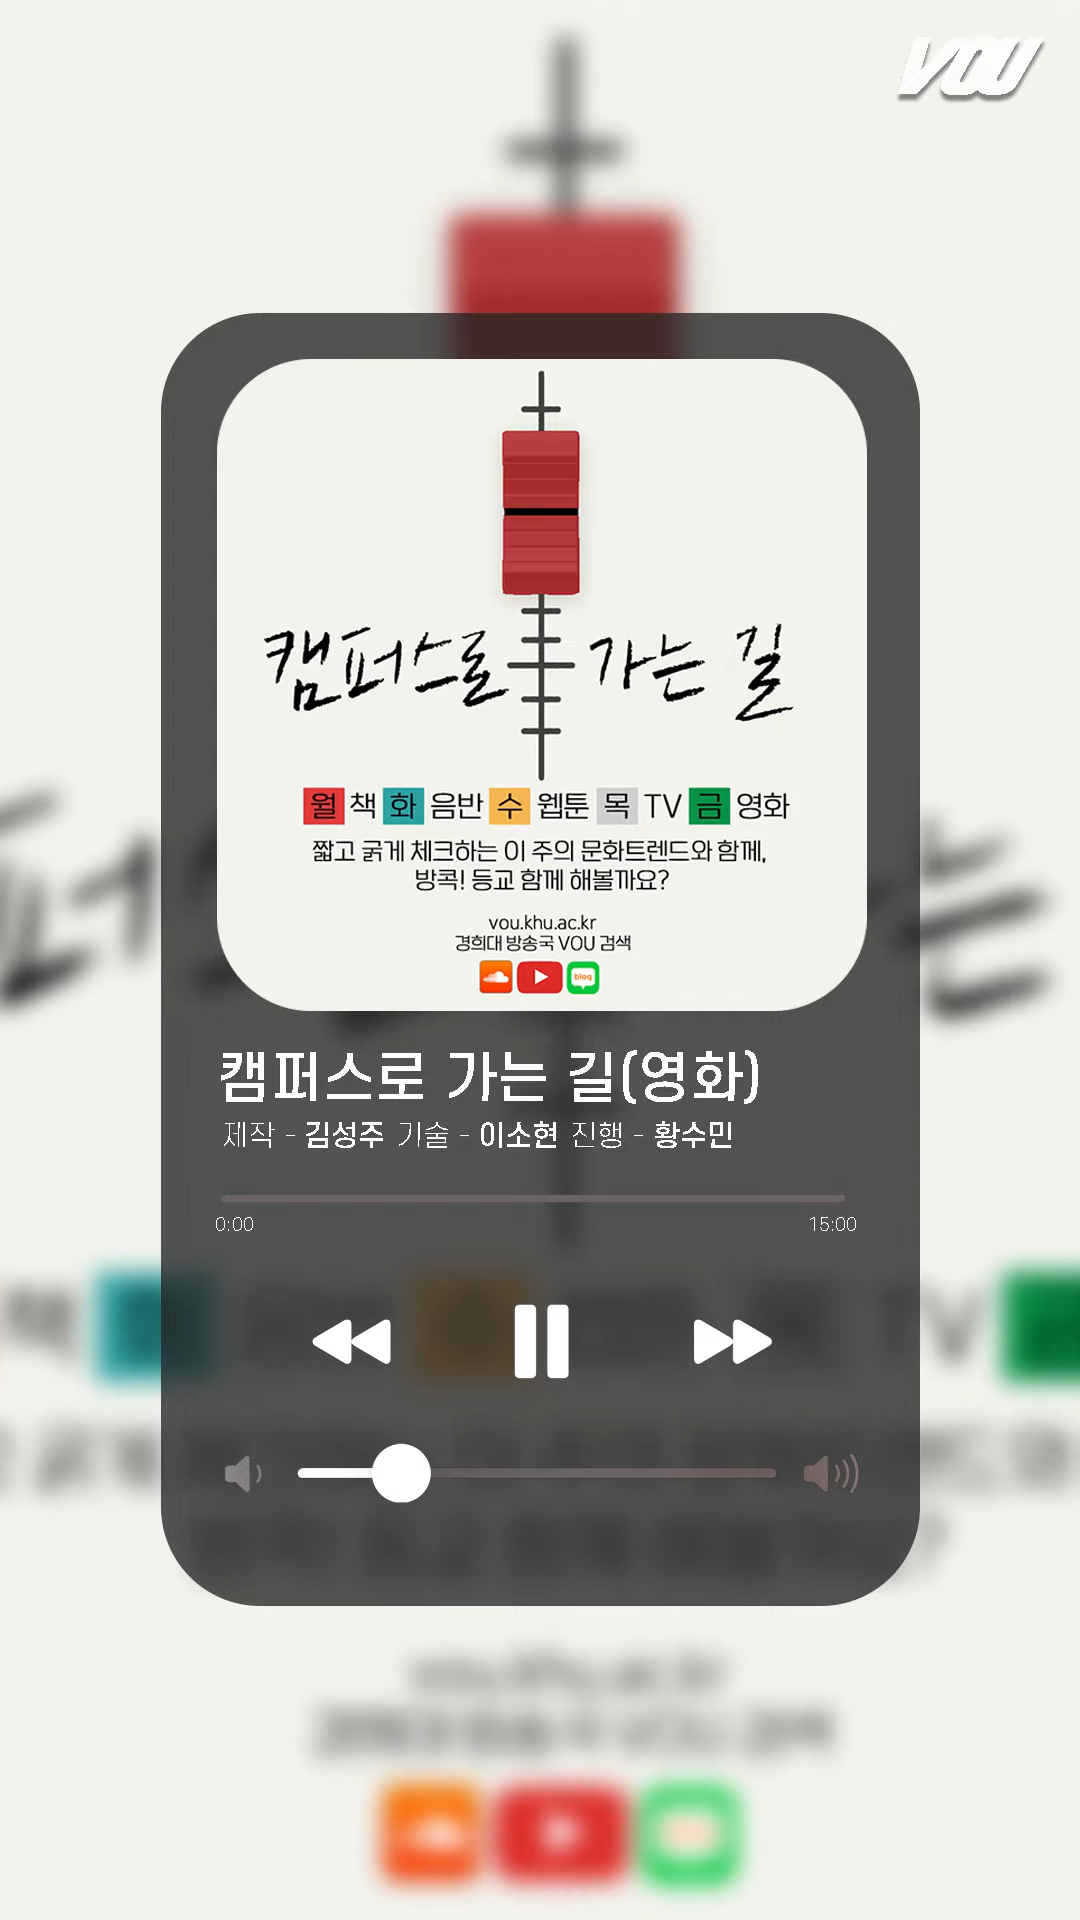 VOU
캠퍼스로 가는 길
월 책 화 음반 수 웹툰 목 TV 금 영화
짧고 굵게 체크하는 이 주의 문화트렌드와 함께,
방콕! 등교 함께 해볼까요?
vou.khu.ac.kr
경희대 방송국 VOU 검색
blog
캠퍼스로 가는 길(영화)
제작 - 김성주 기술 - 이소현 진행 - 황수민
0:00 15:00